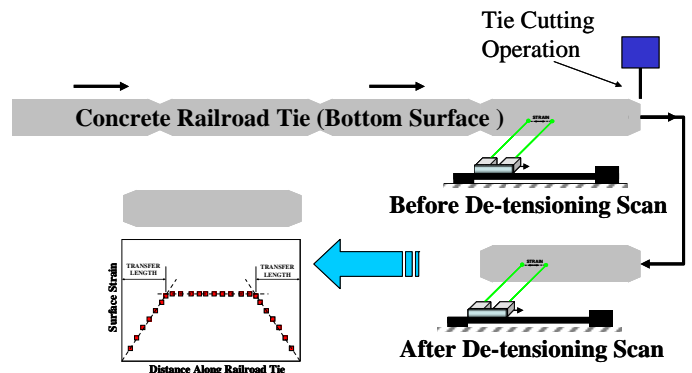 Tie Cutting
Operation
Concrete Railroad Tie (Bottom Surface )
STRAIN
Before De-tensioning Scan
TRANSFER
LENGTH
TRANSFER
LENGTH
Surface Strain
Distance Along Railroad Tie
STRAIN
After De-tensioning Scan